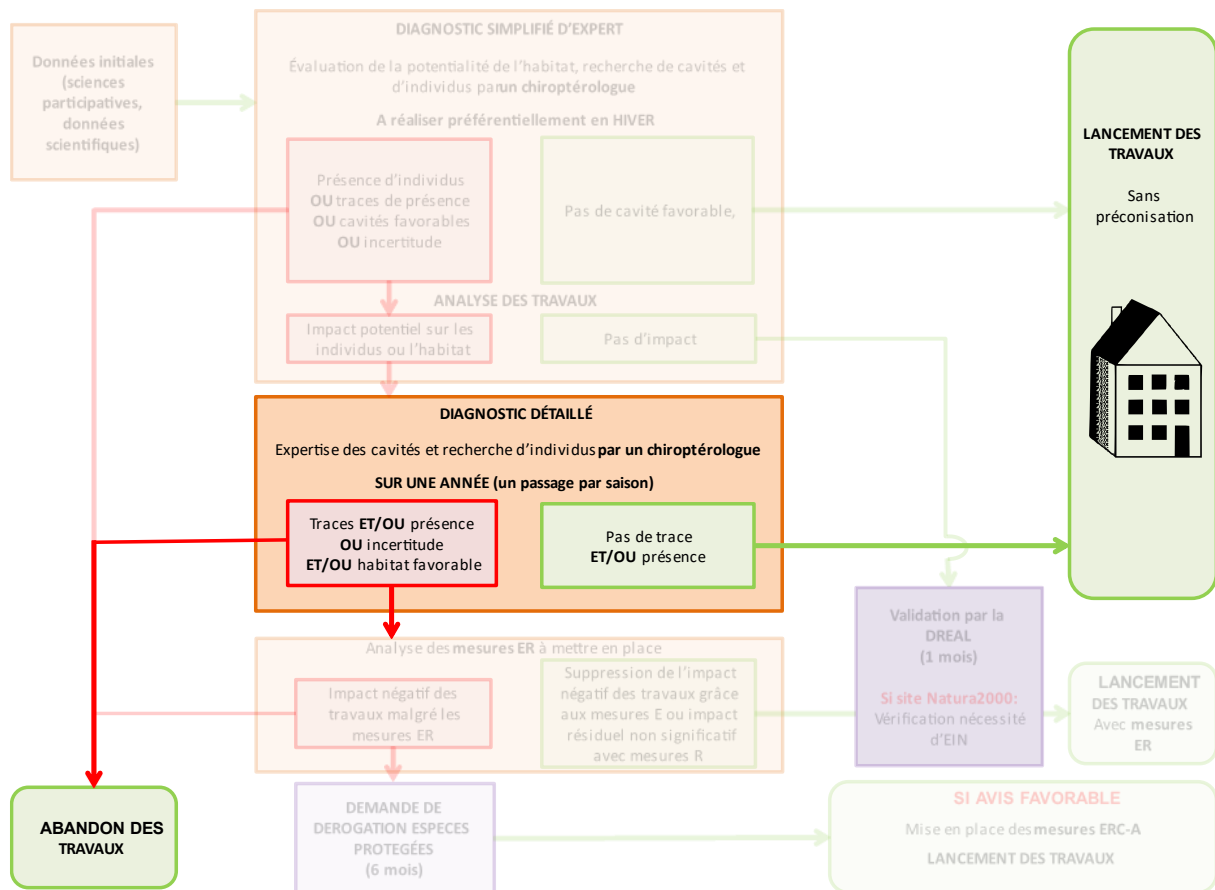 Données initiales
(sciences
participatives,
données
scientifiques)
DIAGNOSTIC SIMPLIFIÉ D'EXPERT
Évaluation de la potentialité de l'habitat, recherche de cavités et
d'individus par un chiroptérologue
A réaliser préférentiellement en HIVER
Présence d'individus
OU traces de présence
OU cavités favorables
OU incertitude
Pas de cavité favorable,
ANALYSE DES TRAVAUX
Impact potentiel sur les
individus ou l'habitat
Pas d'impact
LANCEMENT DES
TRAVAUX
Sans
préconisation
DIAGNOSTIC DÉTAILLÉ
Expertise des cavités et recherche d'individus par un chiroptérologue
SUR UNE ANNÉE (un passage par saison)
Traces ET/OU présence
OU incertitude
ET/OU habitat favorable
Pas de trace
ET/OU présence
Analyse des mesures ER à mettre en place
Impact négatif des
travaux malgré les
mesures ER
Suppression de l'impact
négatif des travaux grâce
aux mesures E ou impact
résiduel non significatif
avec mesures R
Validation par la
DREAL
(1 mois)
Si site Natura2000:
Vérification nécessité
d'EIN
LANCEMENT
DES TRAVAUX
Avec mesures
ER
ABANDON DES
TRAVAUX
DEMANDE DE
DEROGATION ESPECES
PROTEGÉES
(6 mois)
SI AVIS FAVORABLE
Mise en place des mesures ERC-A
LANCEMENT DES TRAVAUX